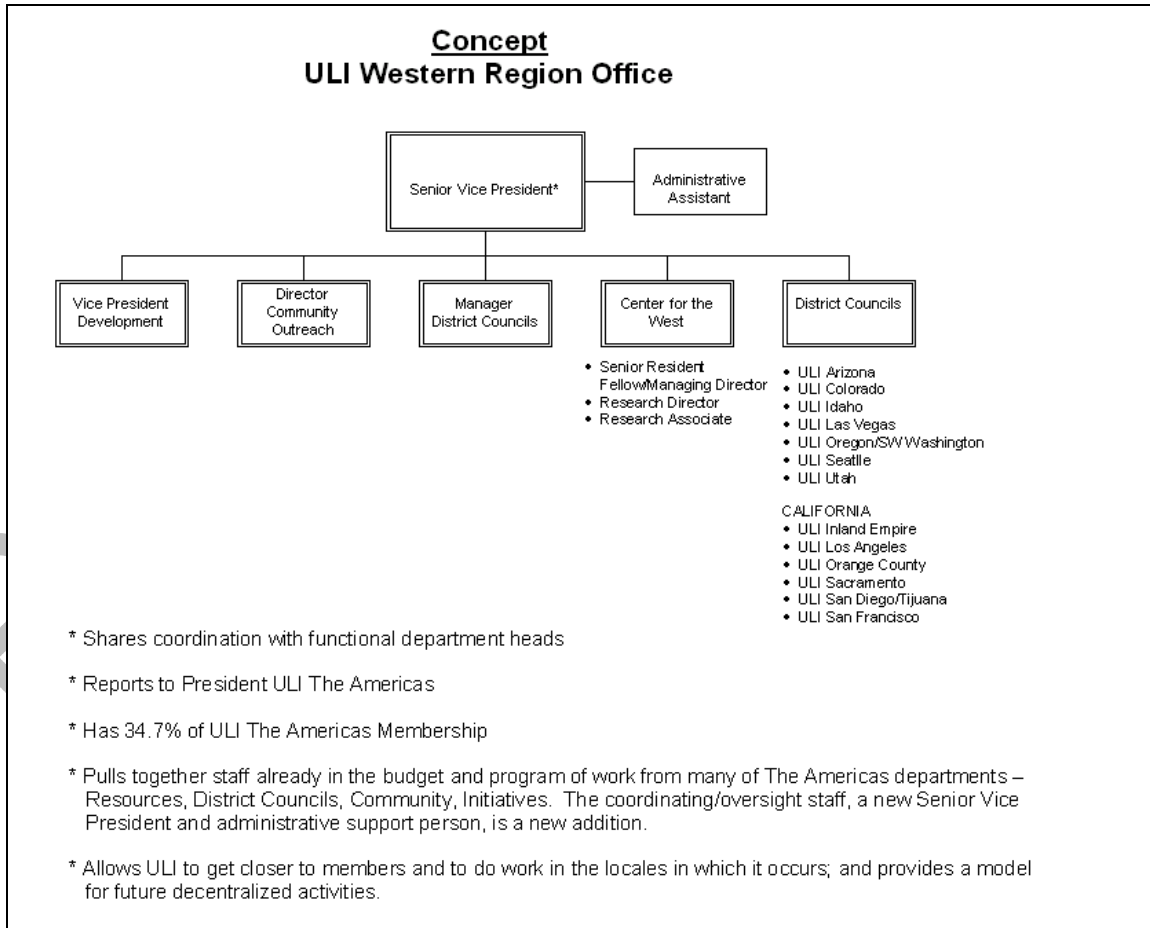 Concept
ULI Western Region Office
Senior Vice President*
Administrative
Assistant
Vice President
Development
Director
Community
Outreach
Manager
District Councils
Center for the
West
District Councils
• Senior Resident
Fellow/Managing Director
• Research Director
• Research Associate
• ULI Arizona
• ULI Colorado
• ULI Idaho
• ULI Las Vegas
• ULI Oregon/SW Washington
• ULI Seatlle
• ULI Utah
CALIFORNIA
• ULI Inland Empire
• ULI Los Angeles
• ULI Orange County
• ULI Sacramento
• ULI San Diego/Tijuana
• ULI San Francisco
* Shares coordination with functional department heads
* Reports to President ULI The Americas
* Has 34.7% of ULI The Americas Membership
* Pulls together staff already in the budget and program of work from many of The Americas departments –
Resources, District Councils, Community, Initiatives. The coordinating/oversight staff, a new Senior Vice
President and administrative support person, is a new addition.
* Allows ULI to get closer to members and to do work in the locales in which it occurs; and provides a model
for future decentralized activities.